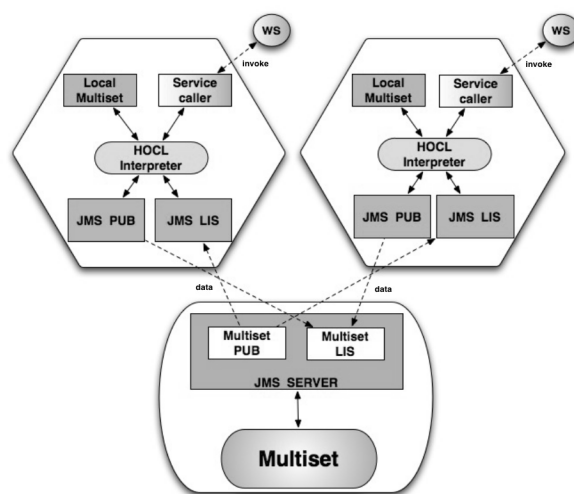 WS
invoke
Local
Multiset
Service
caller
HOCL
Interpreter
JMS PUB
JMS LIS
WS
invoke
Local
Multiset
Service
caller
HOCL
Interpreter
JMS PUB
JMS LIS
data
data
Multiset
PUB
Multiset
LIS
JMS SERVER
Multiset